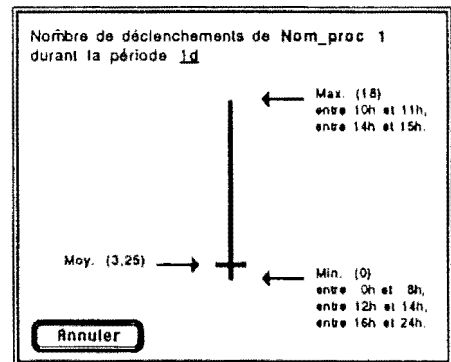 Nombre de déclenchements de Nom_proc 1
durant la période 1d
Max. (18)
entre 10h et 11h,
entre 14h et 15h.
Moy. (3,25)
Min. (0)
entre 0h et 8h,
entre 12h et 14h,
entre 16h et 24h.
Annuler